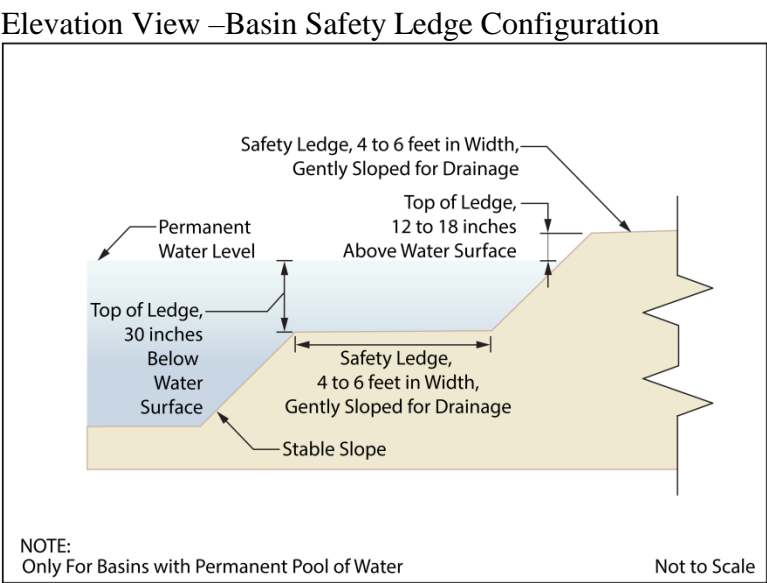 Elevation View –Basin Safety Ledge Configuration
Safety Ledge, 4 to 6 feet in Width,
Gently Sloped for Drainage
Top of Ledge,
12 to 18 inches
Above Water Surface
Permanent
Water Level
Top of Ledge,
30 inches
Below
Water
Surface
Safety Ledge,
4 to 6 feet in Width,
Gently Sloped for Drainage
Stable Slope
NOTE:
Only For Basins with Permanent Pool of Water
Not to Scale